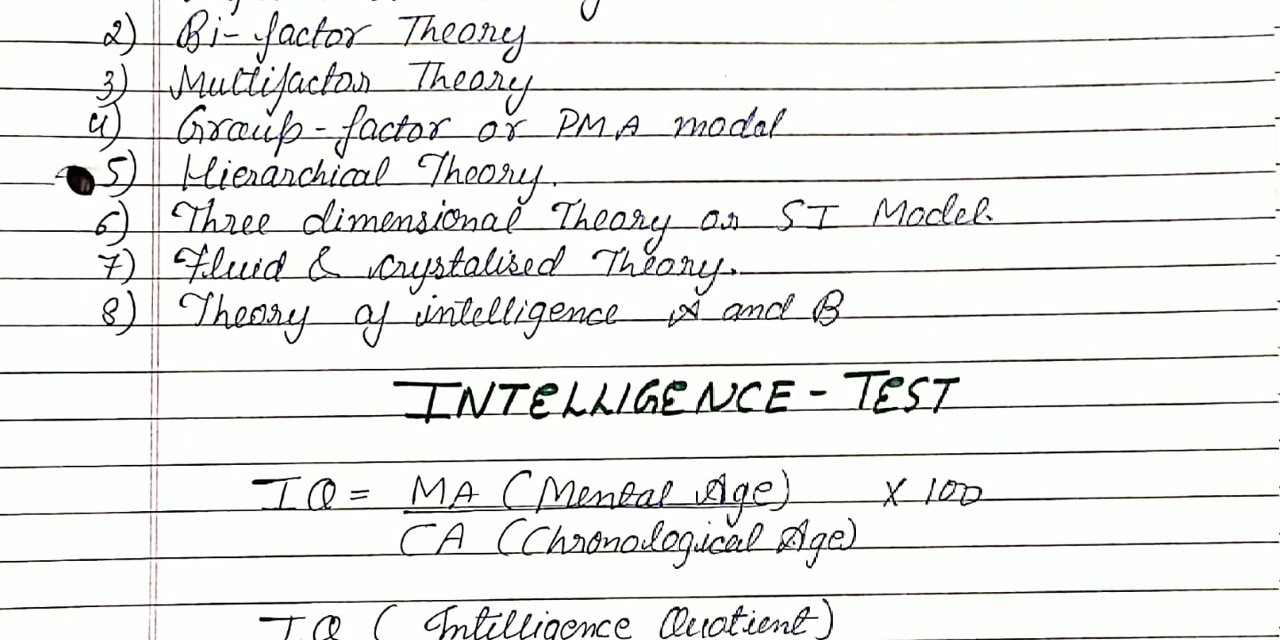 2) Bi-factor Theory
3) Multifactor Theory
4) Group-factor or PMA model
5) Hierarchical Theory.
6) Three dimensional Theory or SI Model.
7) Fluid & crystalised Theory.
8) Theory of intelligence A and B
INTELLIGENCE - TEST
IQ = MA (Mental Age) X 100
CA (Chronological Age)
IQ ( Intelligence Quotient)